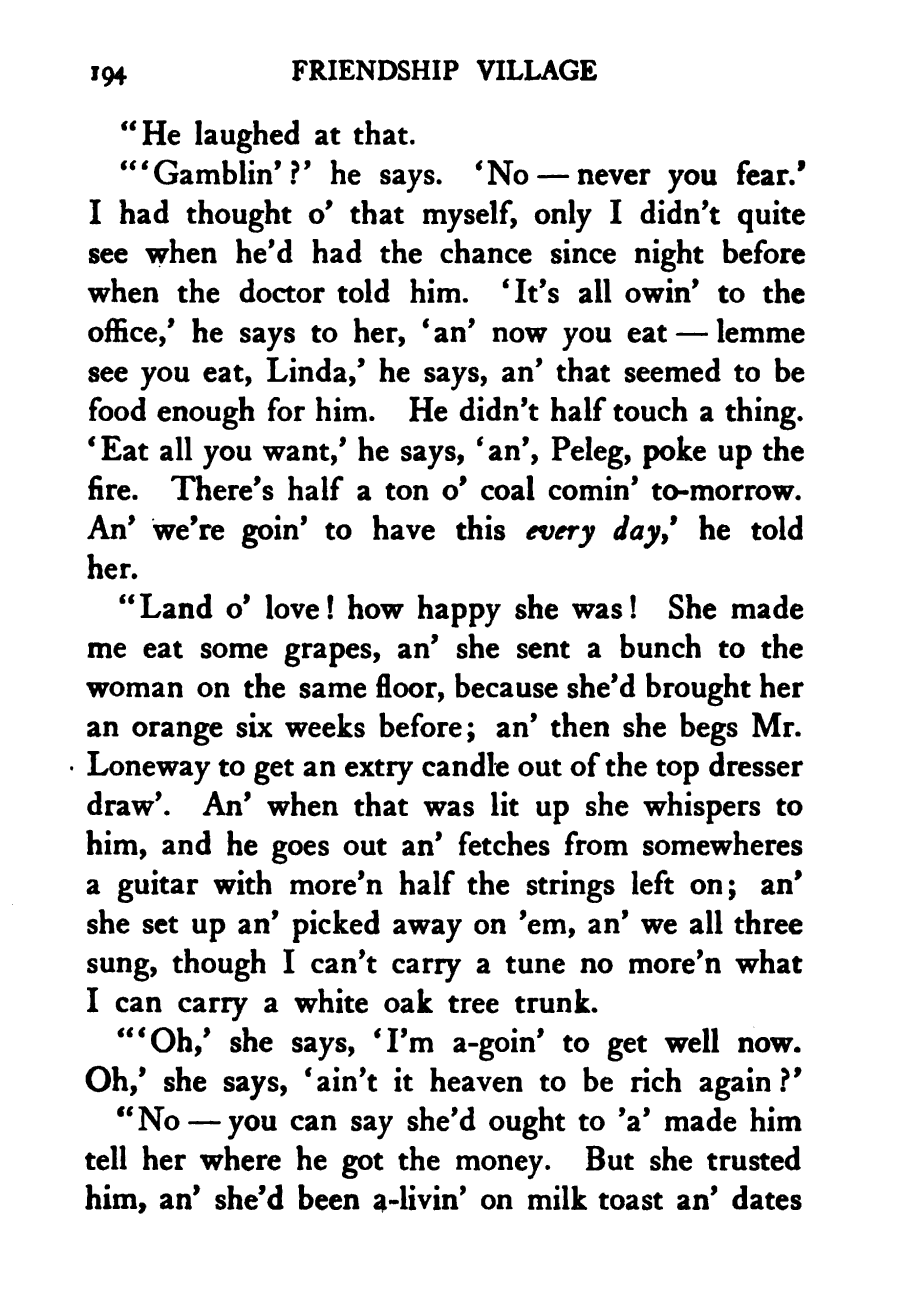 194 FRIENDSHIP VILLAGE
“He laughed at that.
“‘Gamblin’?’ he says. ‘No — never you fear.’
I had thought o’ that myself, only I didn’t quite
see when he’d had the chance since night before
when the doctor told him. ‘It’s all owin’ to the
office,’ he says to her, ‘an’ now you eat — lemme
see you eat, Linda,’ he says, an’ that seemed to be
food enough for him. He didn’t half touch a thing.
‘Eat all you want,’ he says, ‘an’, Peleg, poke up the
fire. There’s half a ton o’ coal comin’ to-morrow.
An’ we’re goin’ to have this every day,’ he told
her.
“Land o’ love! how happy she was! She made
me eat some grapes, an’ she sent a bunch to the
woman on the same floor, because she’d brought her
an orange six weeks before; an’ then she begs Mr.
Loneway to get an extry candle out of the top dresser
draw’. An’ when that was lit up she whispers to
him, and he goes out an’ fetches from somewheres
a guitar with more’n half the strings left on; an’
she set up an’ picked away on ’em, an’ we all three
sung, though I can’t carry a tune no more’n what
I can carry a white oak tree trunk.
“‘Oh,’ she says, ‘I’m a-goin’ to get well now.
Oh,’ she says, ‘ain’t it heaven to be rich again?’
“No — you can say she’d ought to ’a’ made him
tell her where he got the money. But she trusted
him, an’ she’d been a-livin’ on milk toast an’ dates